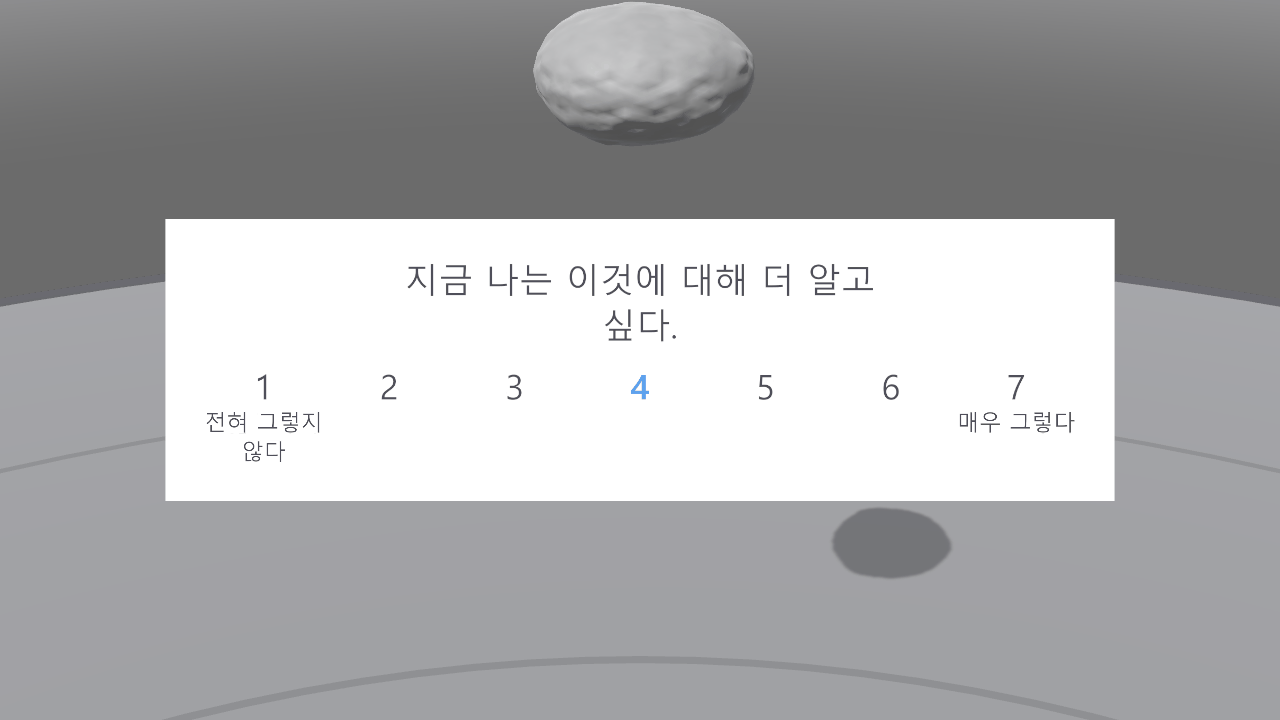 지금 나는 이것에 대해 더 알고
싶다.
1 2 3 4 5 6 7
전혀 그렇지 매우 그렇다
않다